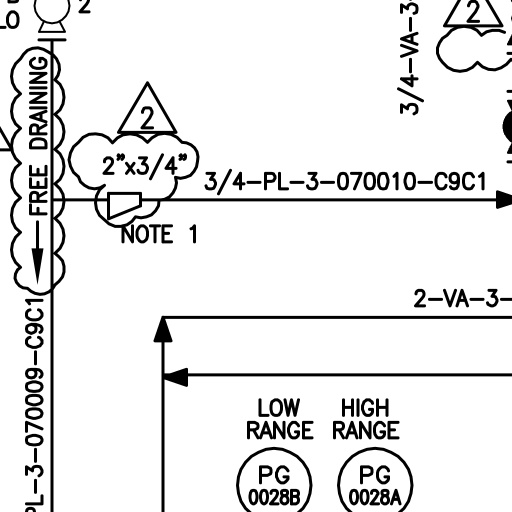 LO
2
3/4-VA-3-
2
FREE DRAINING
2
2"x3/4"
3/4-PL-3-070010-C9C1
NOTE 1
2-VA-3-
PL-3-070009-C9C1
LOW RANGE
HIGH RANGE
PG 0028B
PG 0028A